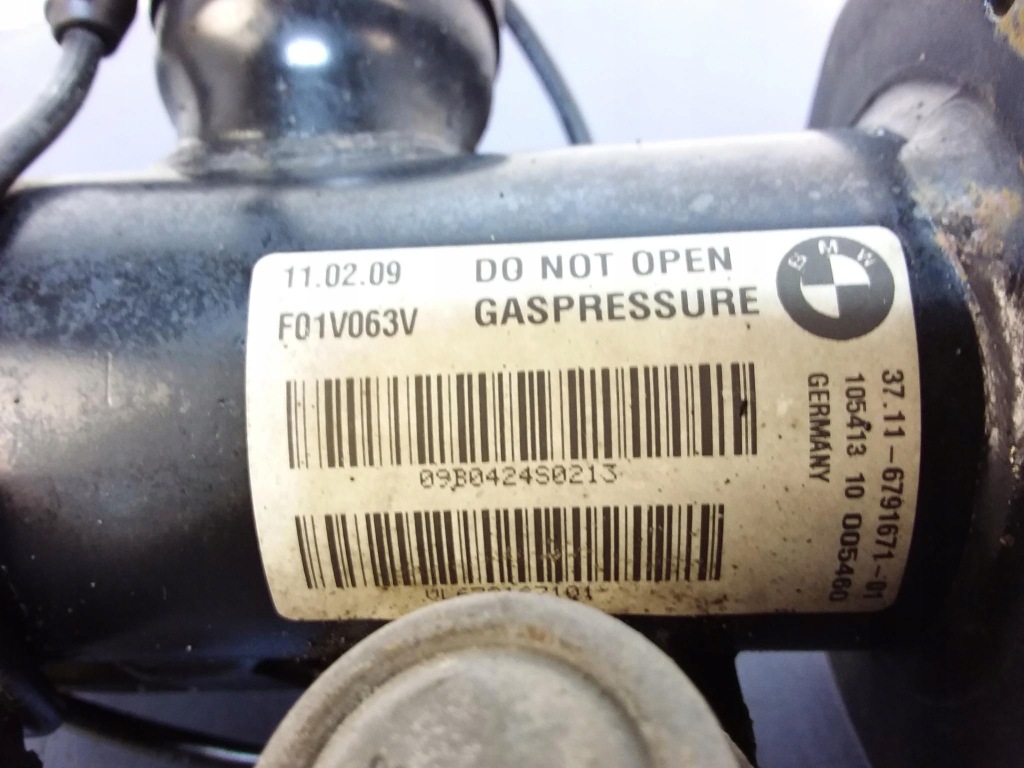 11.02.09 DO NOT OPEN
F01V063V GASPRESSURE
BMW
37.11-6791671-01
105413 10 005460
GERMANY
09B0424S0213